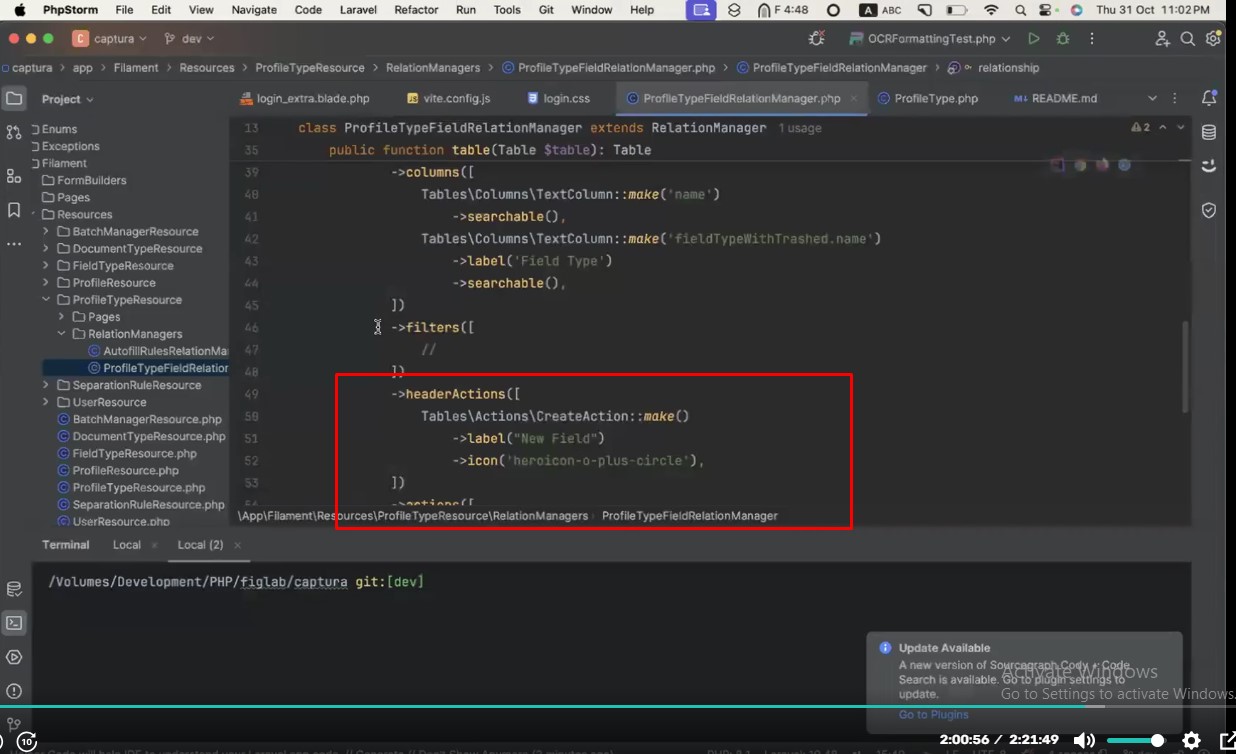 PhpStorm File Edit View Navigate Code Laravel Refactor Run Tools Git Window Help F 4:48 A ABC Thu 31 Oct 11:02 PM
C captura dev OCRFormattingTest.php
captura > app > Filament > Resources > ProfileTypeResource > RelationManagers > ProfileTypeFieldRelationManager.php > ProfileTypeFieldRelationManager > relationship
Project login_extra.blade.php vite.config.js login.css ProfileTypeFieldRelationManager.php ProfileType.php README.md
Enums
Exceptions
Filament
FormBuilders
Pages
Resources
BatchManagerResource
DocumentTypeResource
FieldTypeResource
ProfileResource
ProfileTypeResource
Pages
RelationManagers
AutofillRulesRelationMa
ProfileTypeFieldRelation
SeparationRuleResource
UserResource
BatchManagerResource.php
DocumentTypeResource.php
FieldTypeResource.php
ProfileResource.php
ProfileTypeResource.php
SeparationRuleResource.php
UserResource.php
13 class ProfileTypeFieldRelationManager extends RelationManager 1 usage 2
35 public function table(Table $table): Table
39 ->columns([
40 Tables\Columns\TextColumn::make('name')
41 ->searchable(),
42 Tables\Columns\TextColumn::make('fieldTypeWithTrashed.name')
43 ->label('Field Type')
44 ->searchable(),
45 ])
46 ->filters([
47 //
48 ])
49 ->headerActions([
50 Tables\Actions\CreateAction::make()
51 ->label("New Field")
52 ->icon('heroicon-o-plus-circle'),
53 ])
54 ->actions([
\App\Filament\Resources\ProfileTypeResource\RelationManagers > ProfileTypeFieldRelationManager
Terminal Local × Local (2) ×
/Volumes/Development/PHP/figlab/captura git:[dev]
Update Available
A new version of Sourcegraph Cody + Code
Search is available. Go to plugin settings to
update.
Go to Plugins
Activate Windows
Go to Settings to activate Windows.
10
2:00:56 / 2:21:49